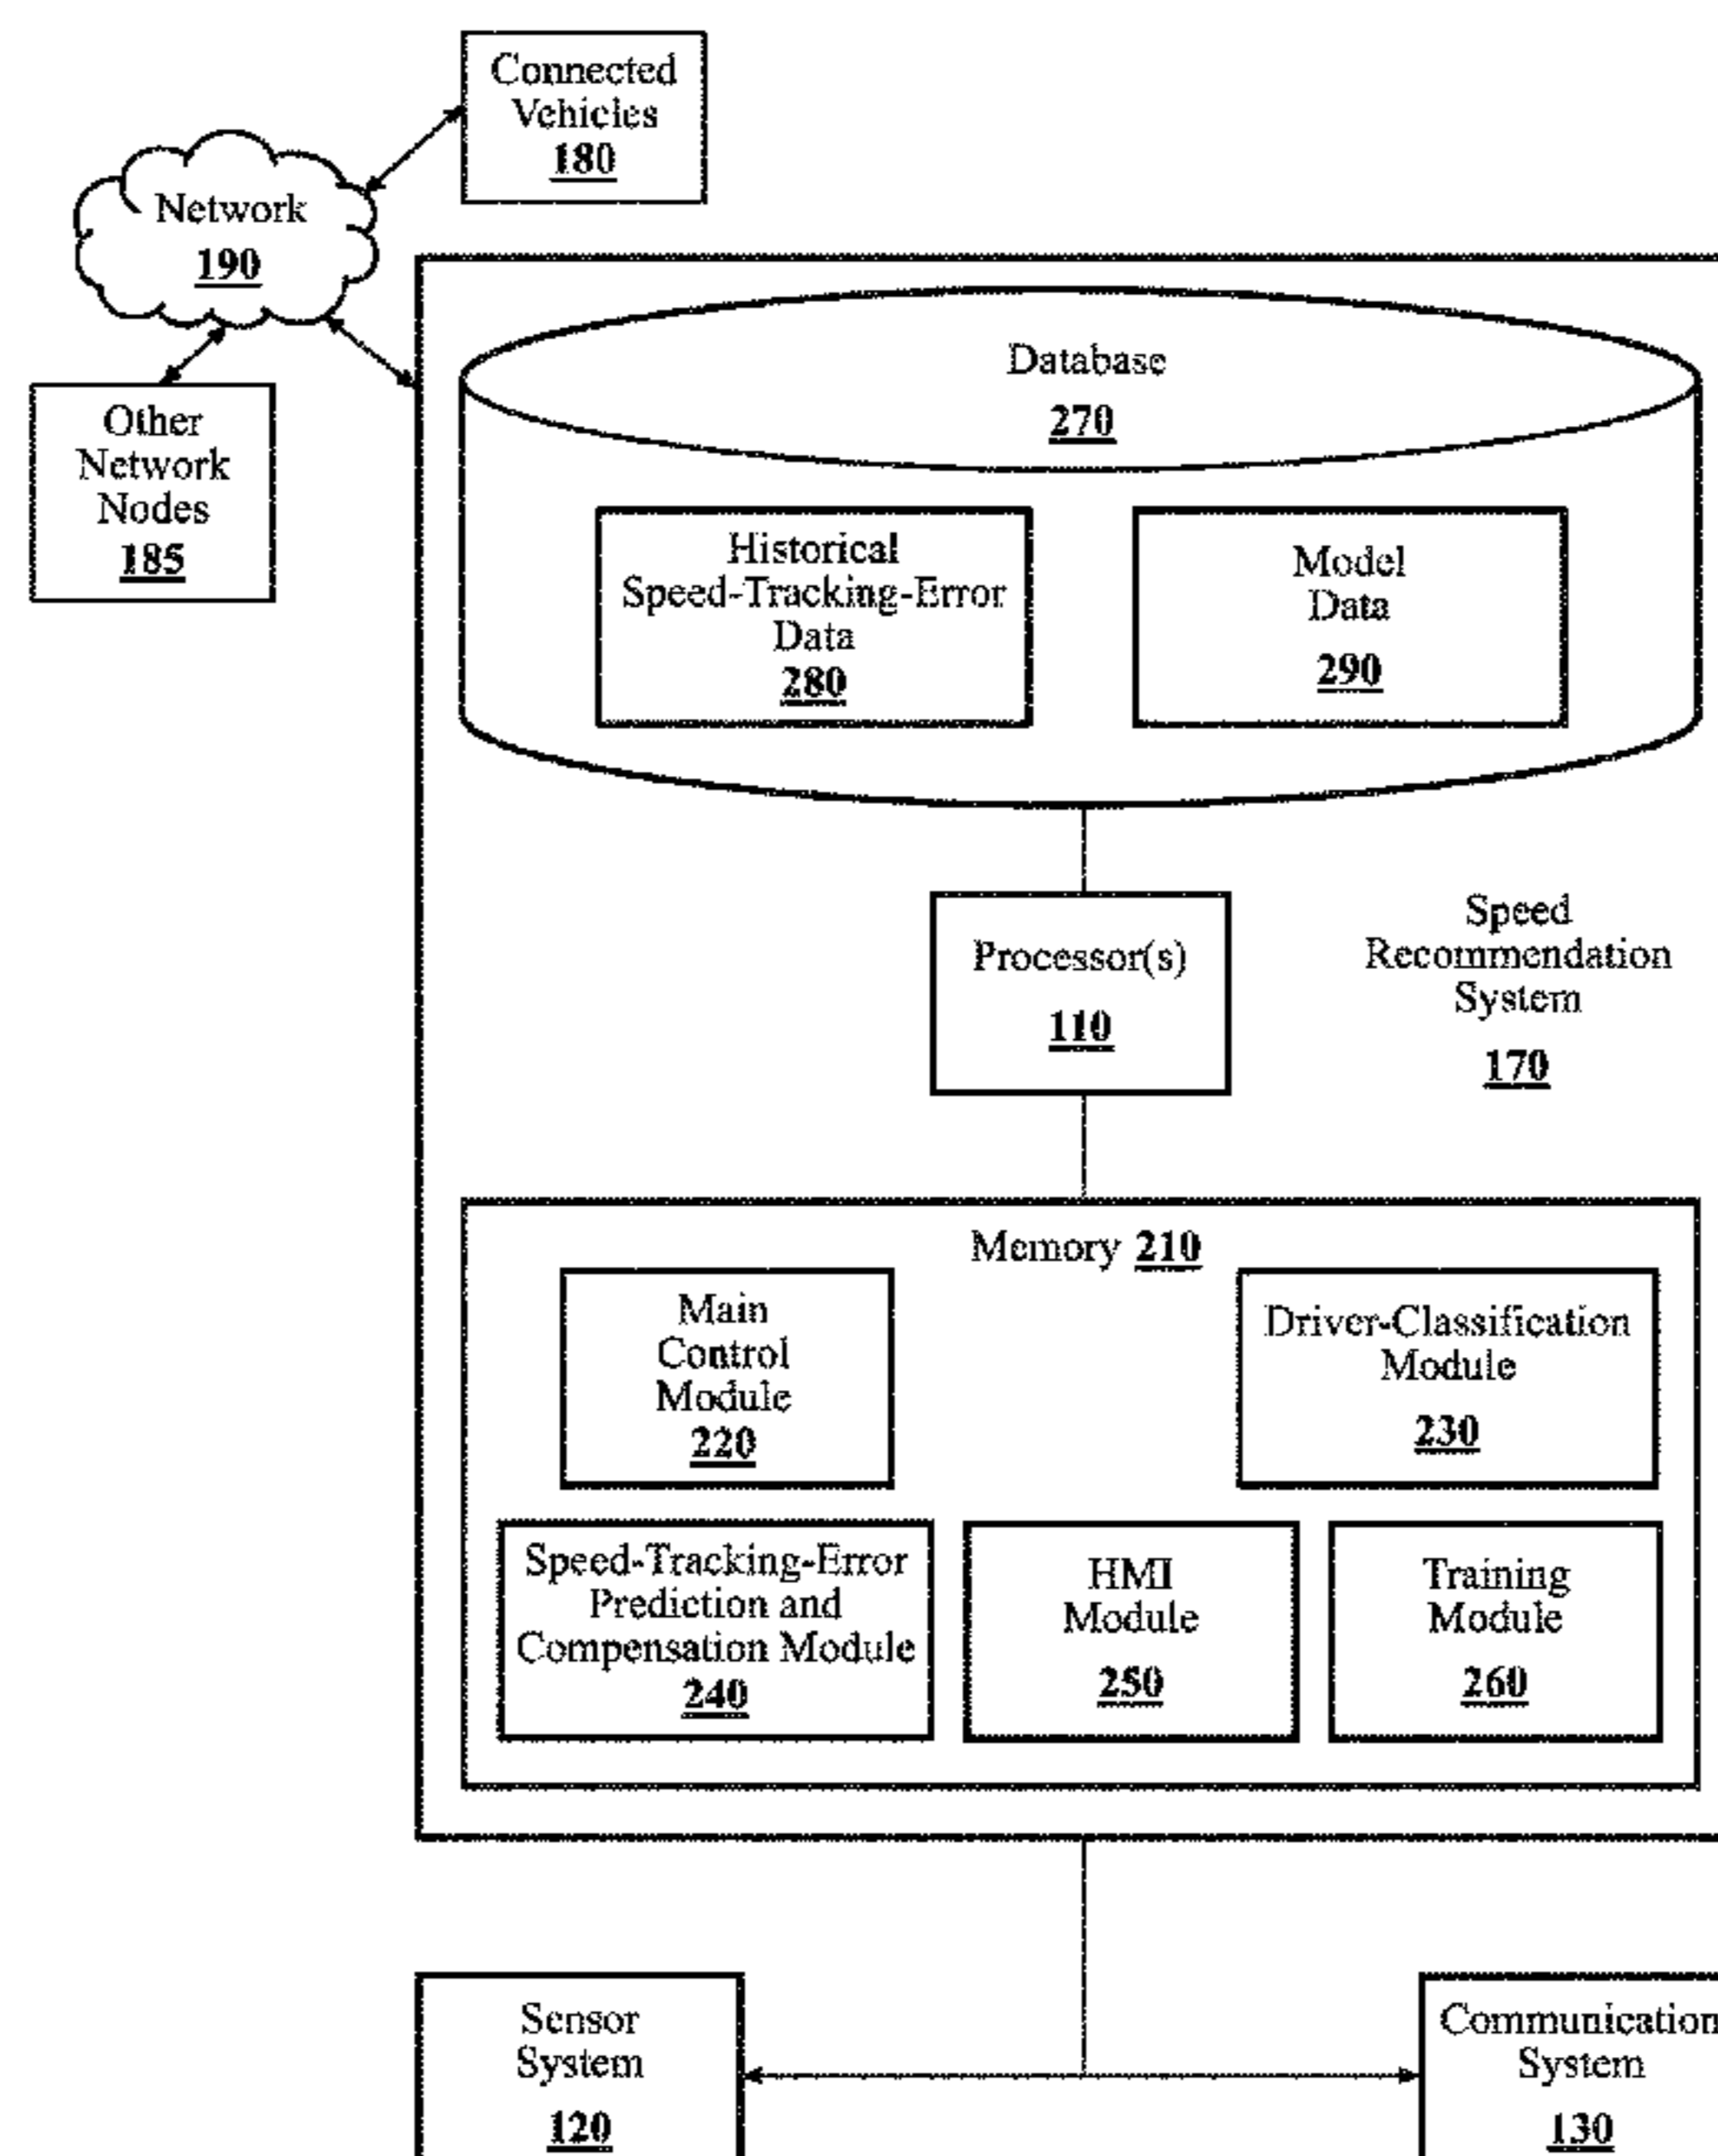 Connected
Vehicles
180
Network
190
Other
Network
Nodes
185
Database
270
Historical
Speed-Tracking-Error
Data
280
Model
Data
290
Processor(s)
110
Speed
Recommendation
System
170
Memory 210
Main
Control
Module
220
Driver-Classification
Module
230
Speed-Tracking-Error
Prediction and
Compensation Module
240
HMI
Module
250
Training
Module
260
Sensor
System
120
Communication
System
130